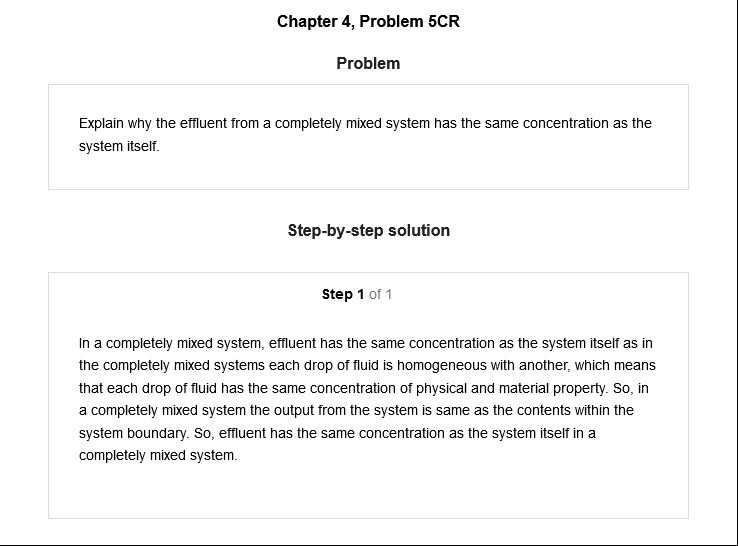 Chapter 4, Problem 5CR
Problem
Explain why the effluent from a completely mixed system has the same concentration as the
system itself.
Step-by-step solution
Step 1 of 1
In a completely mixed system, effluent has the same concentration as the system itself as in
the completely mixed systems each drop of fluid is homogeneous with another, which means
that each drop of fluid has the same concentration of physical and material property. So, in
a completely mixed system the output from the system is same as the contents within the
system boundary. So, effluent has the same concentration as the system itself in a
completely mixed system.